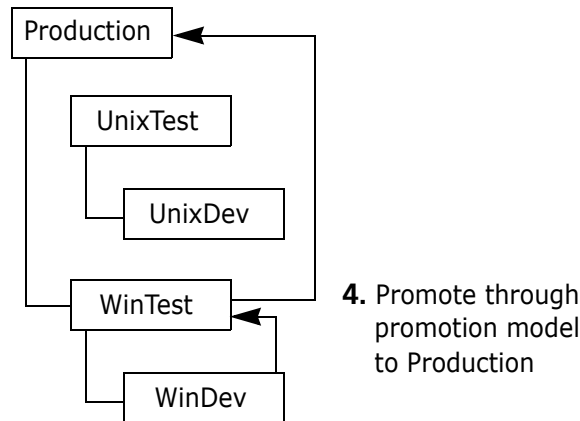 Production
UnixTest
UnixDev
WinTest
4. Promote through
promotion model
to Production
WinDev